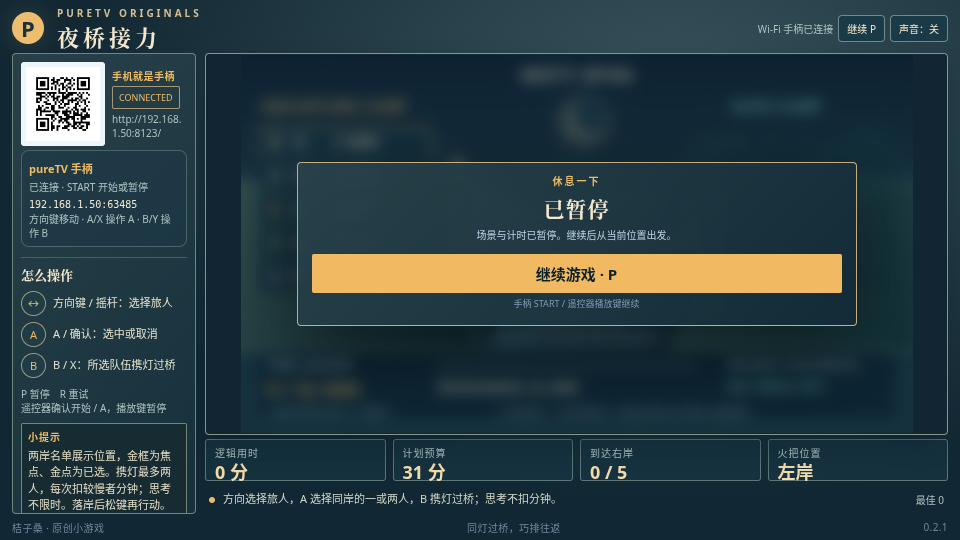 P
PURETV ORIGINALS
夜桥接力
Wi-Fi 手柄已连接
继续 P
声音：关
手机就是手柄
CONNECTED
http://192.168.
1.50:8123/
pureTV 手柄
已连接 · START 开始或暂停
192.168.1.50:63485
方向键移动 · A/X 操作 A · B/Y 操
作 B
怎么操作
↔ 方向键 / 摇杆：选择旅人
A A / 确认：选中或取消
B B / X：所选队伍携灯过桥
P 暂停 R 重试
遥控器确认开始 / A，播放键暂停
小提示
两岸名单展示位置，金框为焦
点、金点为已选。携灯最多两
人，每次扣较慢者分钟；思考
不限时。落岸后松键再行动。
休息一下
已暂停
场景与计时已暂停。继续后从当前位置出发。
继续游戏 · P
手柄 START / 遥控器播放键继续
逻辑用时
0 分
计划预算
31 分
到达右岸
0 / 5
火把位置
左岸
方向选择旅人，A 选择同岸的一或两人，B 携灯过桥；思考不扣分钟。
最佳 0
桔子桑 · 原创小游戏
同灯过桥，巧排往返
0.2.1